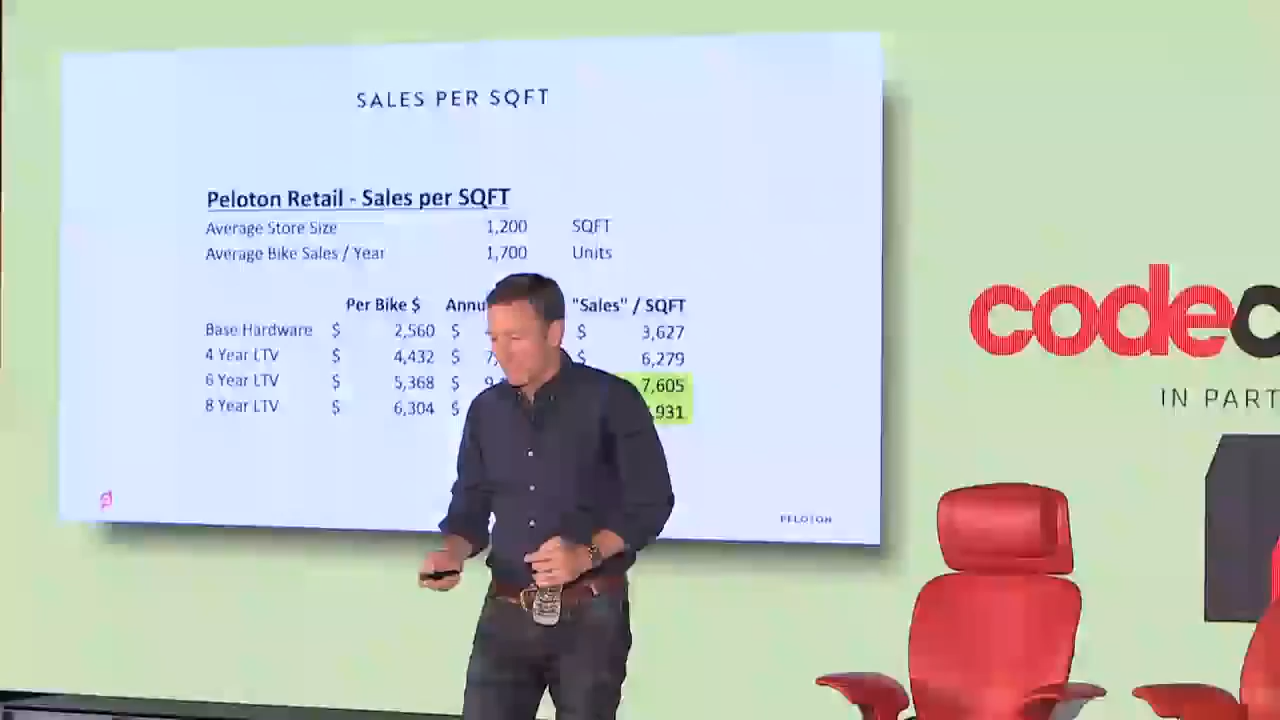 SALES PER SQFT
Peloton Retail - Sales per SQFT
Average Store Size 1,200 SQFT
Average Bike Sales / Year 1,700 Units
Per Bike $ "Sales" / SQFT
Base Hardware $ 2,560 $ $ 3,627
4 Year LTV $ 4,432 $ $ 6,279
6 Year LTV $ 5,368 $ 7,605
8 Year LTV $ 6,304 $
PELOTON
code
IN